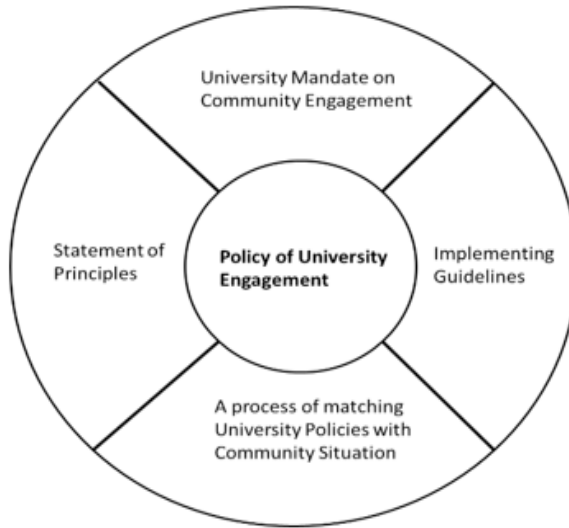 University Mandate on
Community Engagement
Statement of
Principles
Policy of University
Engagement
Implementing
Guidelines
A process of matching
University Policies with
Community Situation